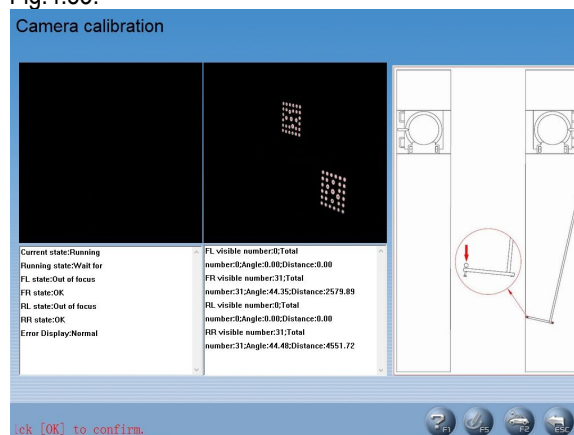 Camera calibration
Current state:Running
Running state:Wait for
FL state:Out of focus
FR state:OK
RL state:Out of focus
RR state:OK
Error Display:Normal
FL visible number:0;Total
number:0;Angle:0.00;Distance:0.00
FR visible number:31;Total
number:31;Angle:44.35;Distance:2579.89
RL visible number:0;Total
number:0;Angle:0.00;Distance:0.00
RR visible number:31;Total
number:31;Angle:44.48;Distance:4551.72
ick [OK] to confirm.
F1
F5
F2
ESC